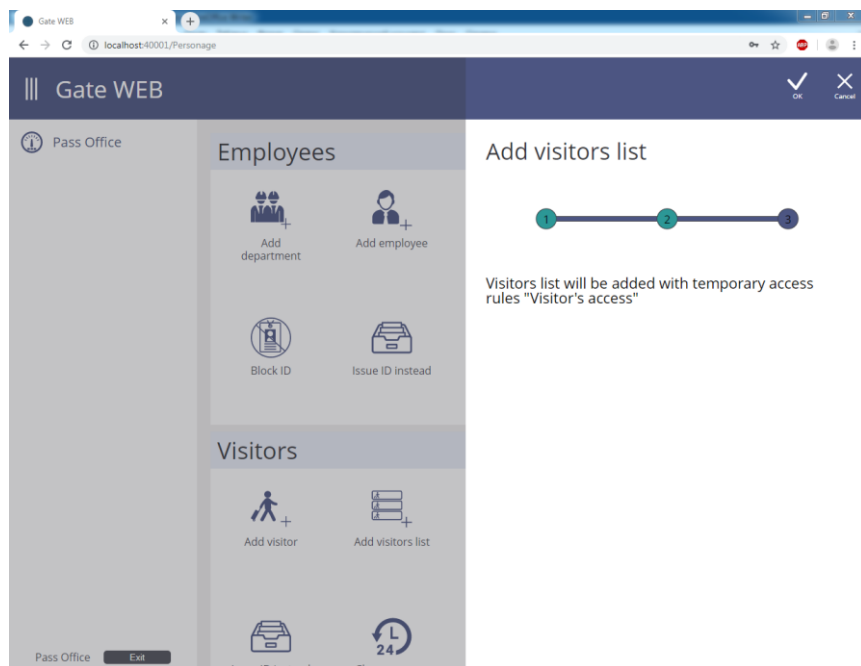 Gate WEB
localhost:40001/Personage
ABP
Gate WEB
OK
Cancel
Pass Office
Employees
Add visitors list
1
2
3
Add
department
Add employee
Visitors list will be added with temporary access
rules "Visitor's access"
Block ID
Issue ID instead
Visitors
Add visitor
Add visitors list
24
Pass Office
Exit